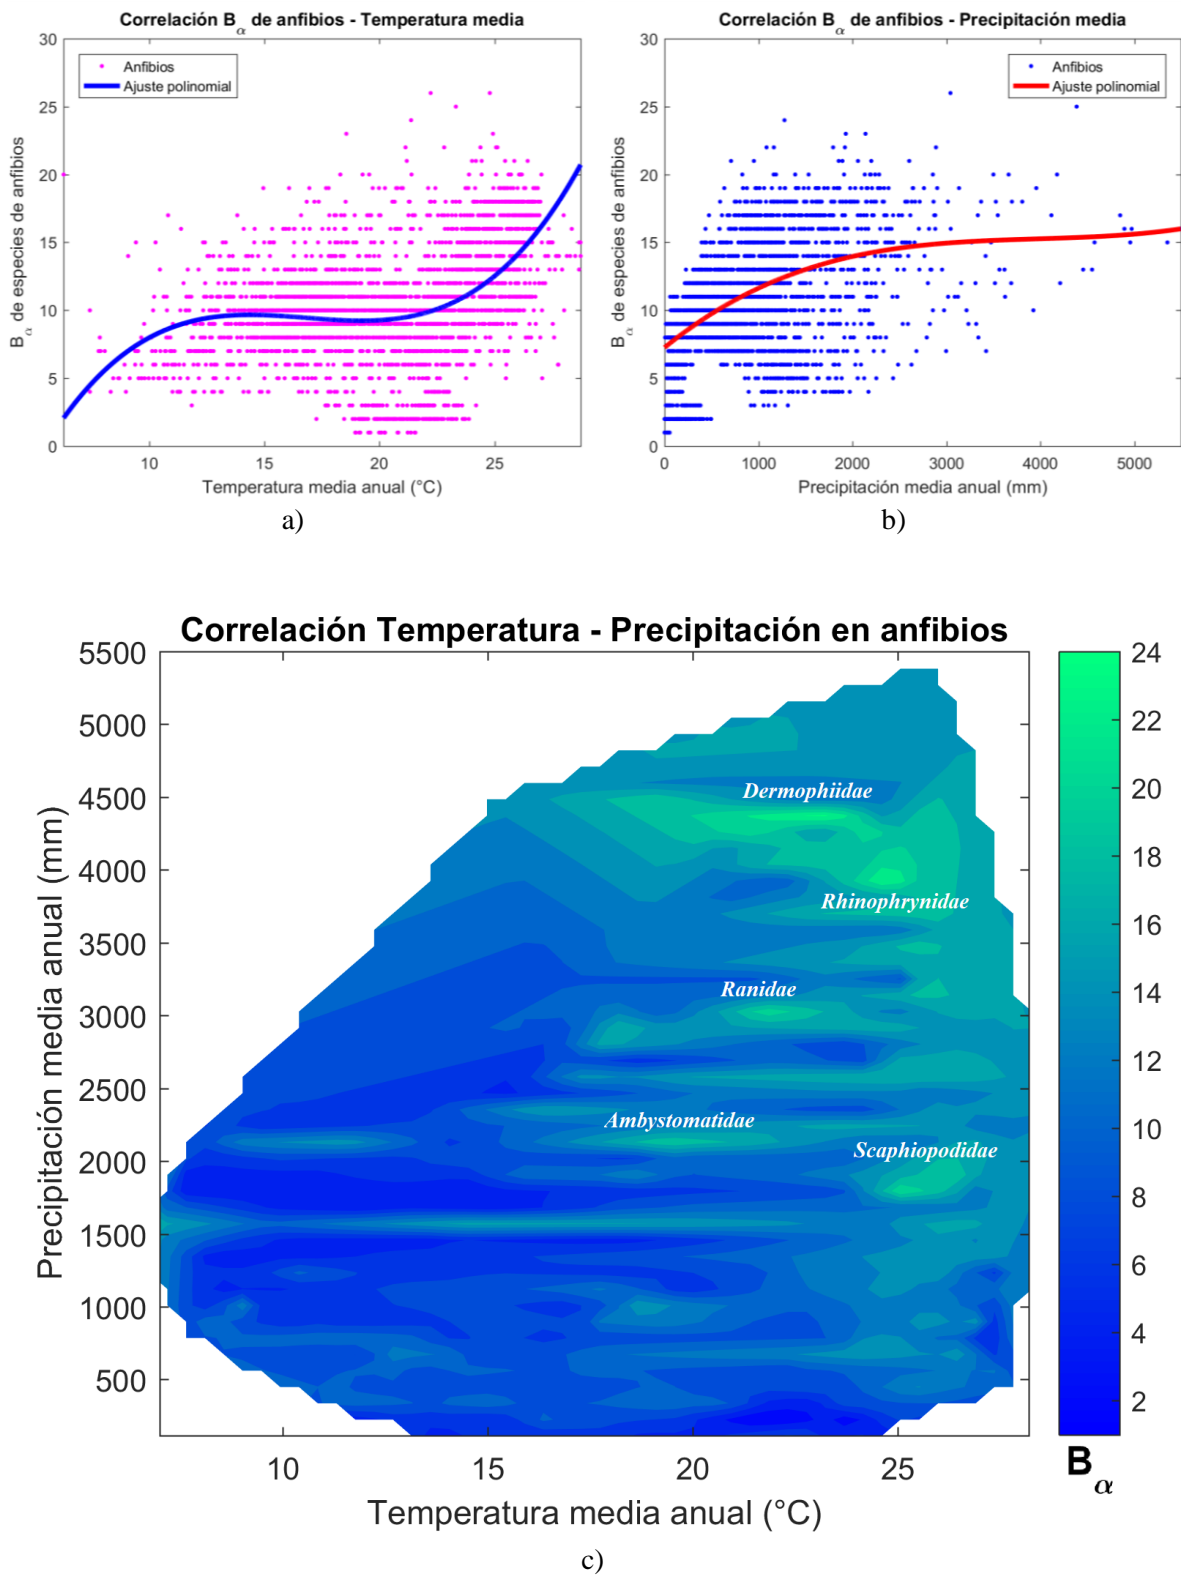 Correlación Bα de anfibios - Temperatura media
30
25
20
15
10
5
0
Bα de especies de anfibios
Anfibios
Ajuste polinomial
10 15 20 25
Temperatura media anual (°C)
a)
Correlación Bα de anfibios - Precipitación media
30
25
20
15
10
5
0
Bα de especies de anfibios
Anfibios
Ajuste polinomial
0 1000 2000 3000 4000 5000
Precipitación media anual (mm)
b)
Correlación Temperatura - Precipitación en anfibios
5500
5000
4500
4000
3500
3000
2500
2000
1500
1000
500
Precipitación media anual (mm)
Dermophiidae
Rhinophrynidae
Ranidae
Ambystomatidae
Scaphiopodidae
10 15 20 25
Temperatura media anual (°C)
24
22
20
18
16
14
12
10
8
6
4
2
Bα
c)